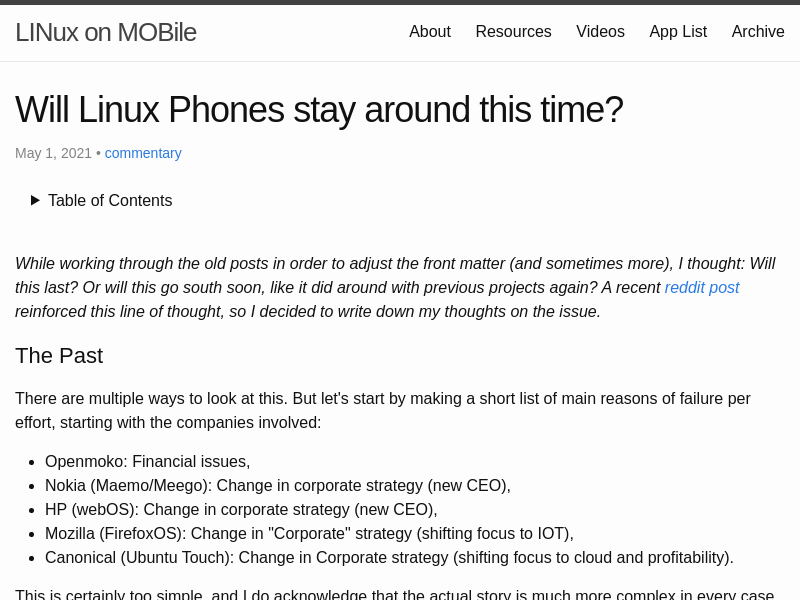 LINux on MOBile
About Resources Videos App List Archive
Will Linux Phones stay around this time?
May 1, 2021 • commentary
Table of Contents
While working through the old posts in order to adjust the front matter (and sometimes more), I thought: Will
this last? Or will this go south soon, like it did around with previous projects again? A recent reddit post
reinforced this line of thought, so I decided to write down my thoughts on the issue.
The Past
There are multiple ways to look at this. But let's start by making a short list of main reasons of failure per
effort, starting with the companies involved:
• Openmoko: Financial issues,
• Nokia (Maemo/Meego): Change in corporate strategy (new CEO),
• HP (webOS): Change in corporate strategy (new CEO),
• Mozilla (FirefoxOS): Change in "Corporate" strategy (shifting focus to IOT),
• Canonical (Ubuntu Touch): Change in Corporate strategy (shifting focus to cloud and profitability).
This is certainly too simple, and I do acknowledge that the actual story is much more complex in every case